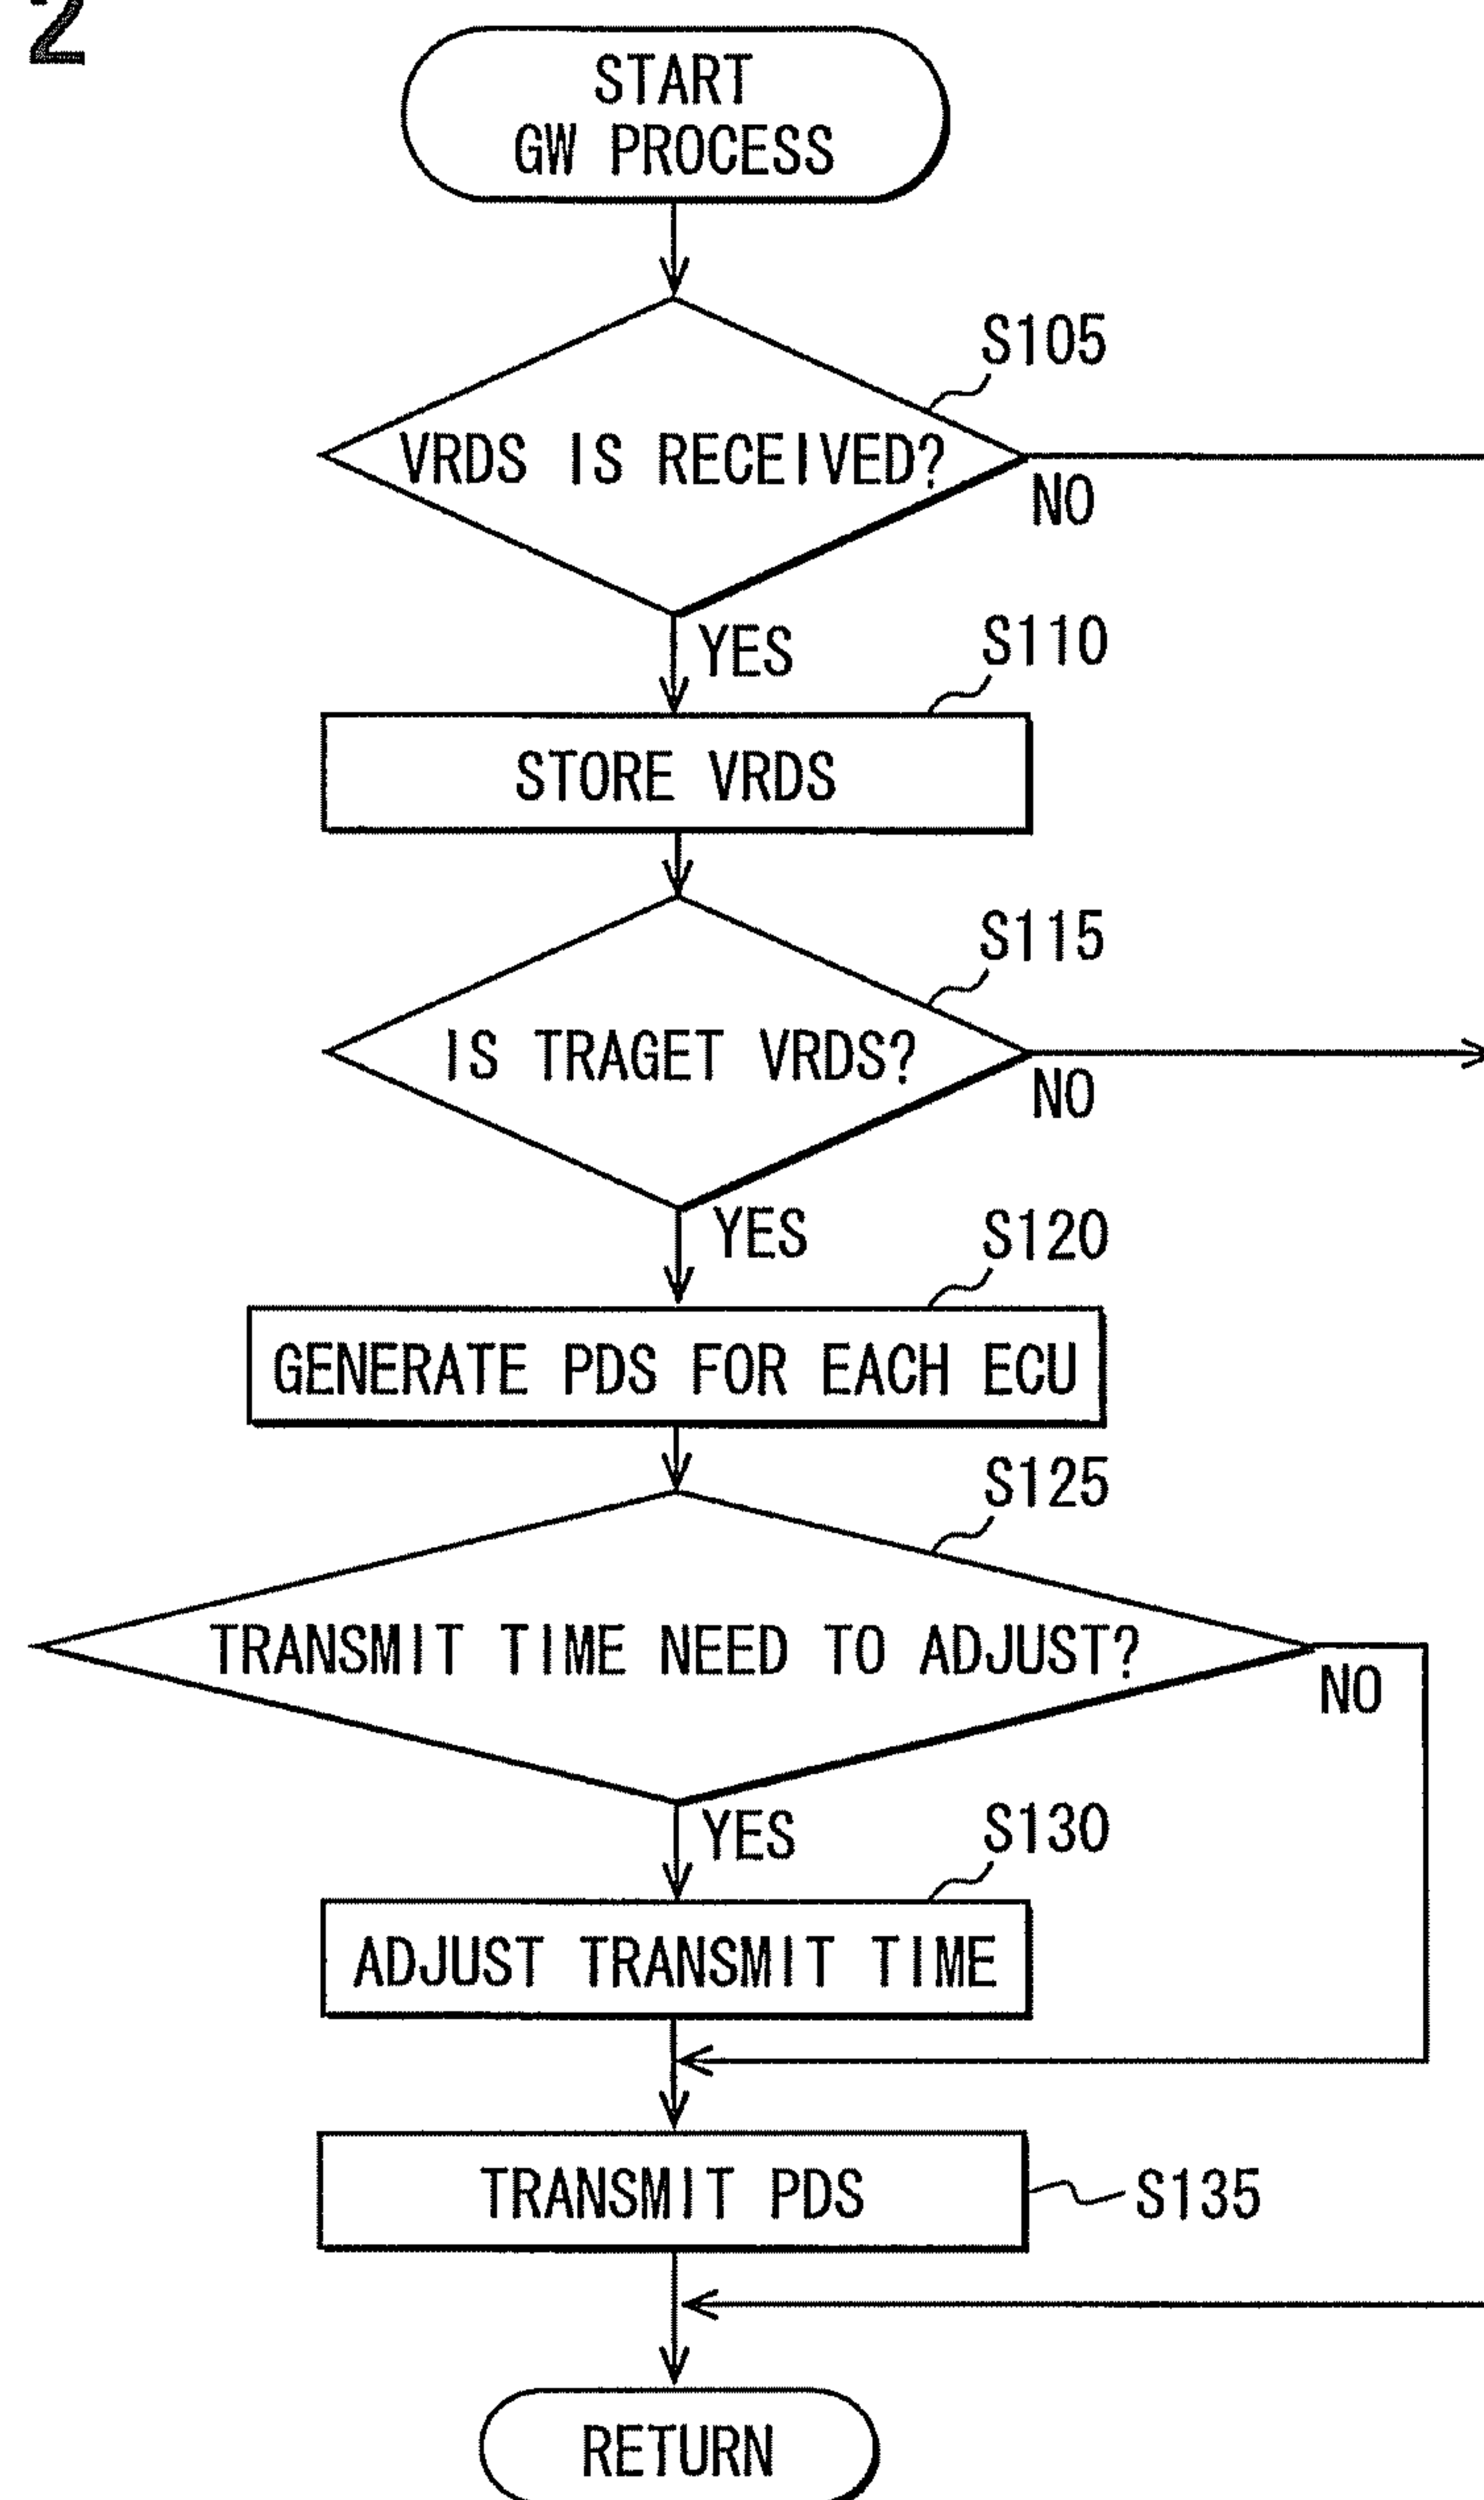 2
START
GW PROCESS
S105
VRDS IS RECEIVED?
NO
YES
S110
STORE VRDS
S115
IS TRAGET VRDS?
NO
YES
S120
GENERATE PDS FOR EACH ECU
S125
TRANSMIT TIME NEED TO ADJUST?
NO
YES
S130
ADJUST TRANSMIT TIME
TRANSMIT PDS
S135
RETURN